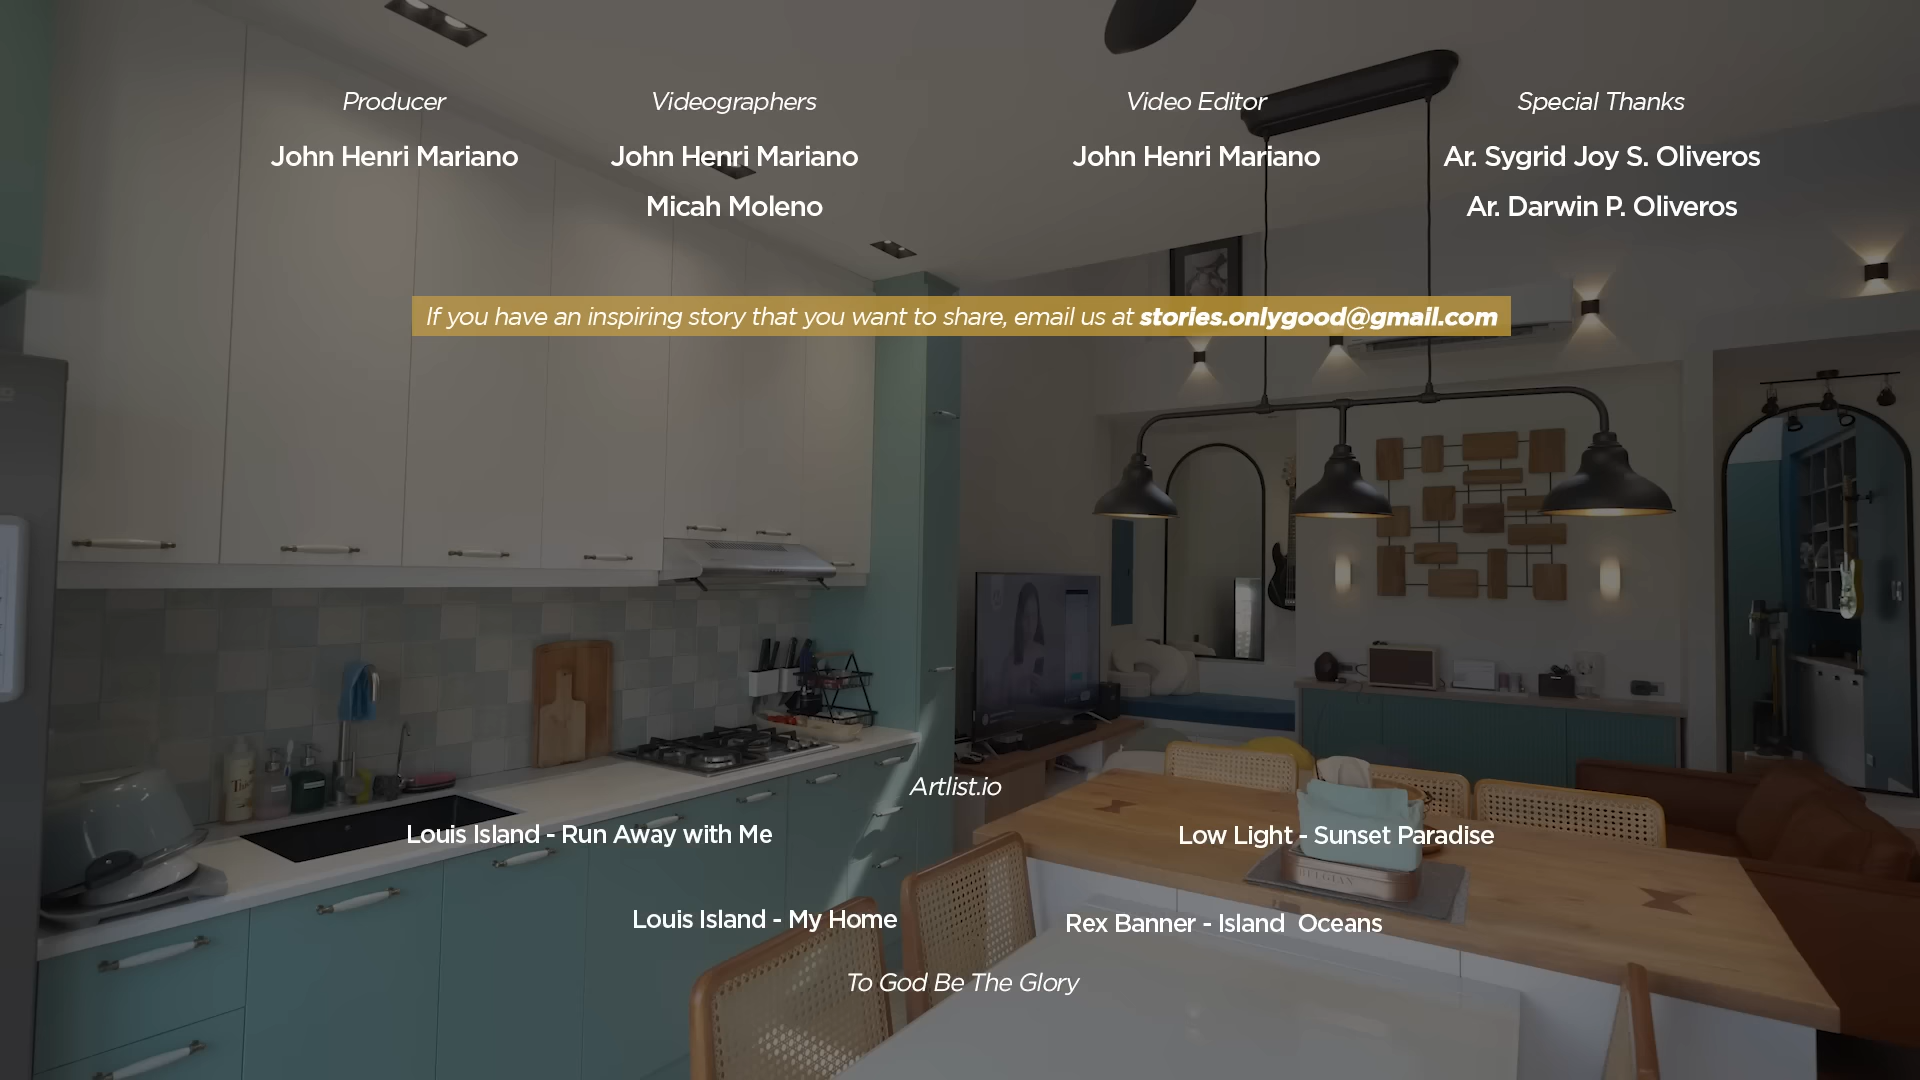 Producer
John Henri Mariano
Videographers
John Henri Mariano
Micah Moleno
Video Editor
John Henri Mariano
Special Thanks
Ar. Sygrid Joy S. Oliveros
Ar. Darwin P. Oliveros
If you have an inspiring story that you want to share, email us at stories.onlygood@gmail.com
Artlist.io
Louis Island - Run Away with Me
Low Light - Sunset Paradise
Louis Island - My Home
Rex Banner - Island  Oceans
To God Be The Glory
BELGIAN